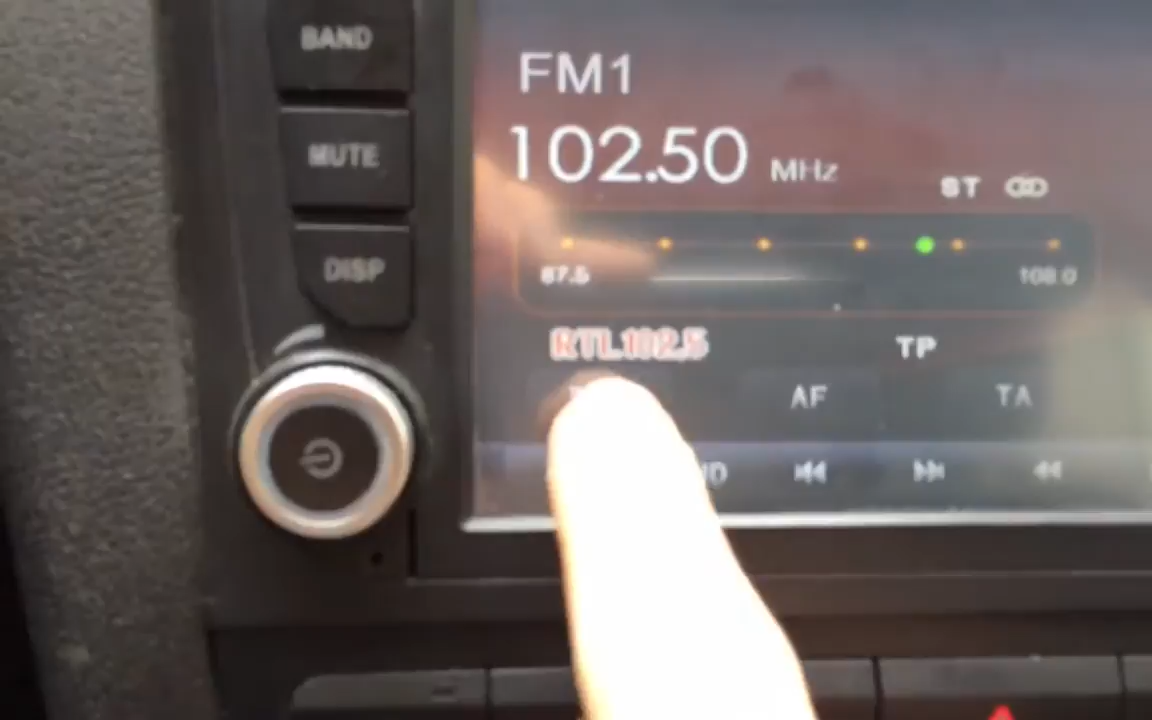 BAND
MUTE
DISP
FM1
102.50 MHz
ST
87.5
108.0
RTL102.5
TP
AF
TA